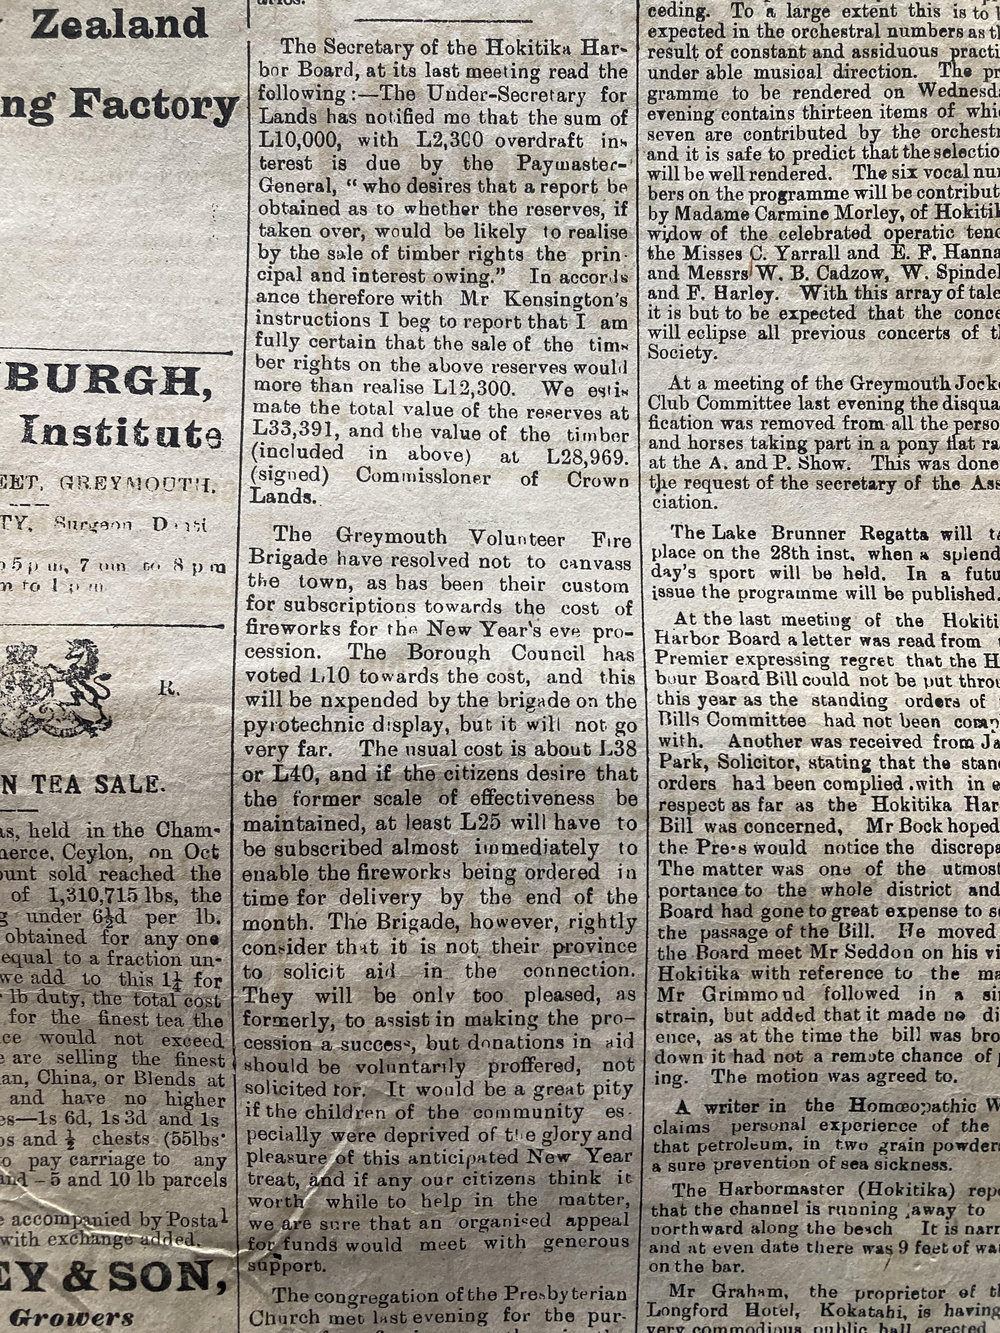 Zealand
ng Factory
BURGH,
Institute
EET, GREYMOUTH.
TY, Surgeon D
5 p m, 7 to 8 p m
m to 1 p m
R.
N TEA SALE.
as, held in the Cham-
merce, Ceylon, on Oct
ount sold reached the
of 1,310,715 lbs, the
g under 6½d per lb.
obtained for any one
equal to a fraction un-
we add to this 1¼ for
lb duty, the total cost
for the finest tea the
ce would not exceed
e are selling the finest
an, China, or Blends at
and have no higher
es—1s 6d, 1s 3d and 1s
os and ½ chests (55lbs
o pay carriage to any
and -5 and 10 lb parcels
e accompanied by Postal
with exchange added.
EY & SON,
Growers
The Secretary of the Hokitika Har-
bor Board, at its last meeting read the
following :—The Under-Secretary for
Lands has notified me that the sum of
L10,000, with L2,300 overdraft in-
terest is due by the Paymaster-
General, “ who desires that a report be
obtained as to whether the reserves, if
taken over, would be likely to realise
by the sale of timber rights the prin-
cipal and interest owing.” In accords
ance therefore with Mr Kensington's
instructions I beg to report that I am
fully certain that the sale of the tim-
ber rights on the above reserves would
more than realise L12,300. We esti-
mate the total value of the reserves at
L33,391, and the value of the timber
(included in above) at L28,969.
(signed) Commissioner of Crown
Lands.
The Greymouth Volunteer Fire
Brigade have resolved not to canvass
the town, as has been their custom
for subscriptions towards the cost of
fireworks for the New Year's eve pro-
cession. The Borough Council has
voted L10 towards the cost, and this
will be nxpended by the brigade on the
pyrotechnic display, but it will not go
very far. The usual cost is about L38
or L40, and if the citizens desire that
the former scale of effectiveness be
maintained, at least L25 will have to
be subscribed almost immediately to
enable the fireworks being ordered in
time for delivery by the end of the
month. The Brigade, however, rightly
consider that it is not their province
to solicit aid in the connection.
They will be only too pleased, as
formerly, to assist in making the pro-
cession a success, but donations in aid
should be voluntarily proffered, not
solicited tor. It would be a great pity
if the children of the community es-
pecially were deprived of the glory and
pleasure of this anticipated New Year
treat, and if any our citizens think it
worth while to help in the matter,
we are sure that an organised appeal
for funds would meet with generous
support.
The congregation of the Presbyterian
Church met last evening for the pur-
ceding. To a large extent this is to b
expected in the orchestral numbers as th
result of constant and assiduous practi
under able musical direction. The pr
gramme to be rendered on Wednesda
evening contains thirteen items of whic
seven are contributed by the orchestr
and it is safe to predict that the selectio
will be well rendered. The six vocal num
bers on the programme will be contribut
by Madame Carmine Morley, of Hokitik
widow of the celebrated operatic teno
the Misses C. Yarrall and E. F. Hanna
and Messrs W. B. Cadzow, W. Spindel
and F. Harley. With this array of tale
it is but to be expected that the conce
will eclipse all previous concerts of th
Society.
At a meeting of the Greymouth Jocke
Club Committee last evening the disqua
fication was removed from all the perso
and horses taking part in a pony flat ra
at the A. and P. Show. This was done
the request of the secretary of the Ass
ciation.
The Lake Brunner Regatta will ta
place on the 28th inst, when a splend
day's sport will be held. In a futu
issue the programme will be published.
At the last meeting of the Hokiti
Harbor Board a letter was read from
Premier expressing regret that the H
bour Board Bill could not be put throu
this year as the standing orders of
Bills Committee had not been comp
with. Another was received from Ja
Park, Solicitor, stating that the stan
orders had been complied with in e
respect as far as the Hokitika Har
Bill was concerned, Mr Bock hoped
the Press would notice the discrepa
The matter was one of the utmost
portance to the whole district and
Board had gone to great expense to se
the passage of the Bill. He moved
the Board meet Mr Seddon on his vi
Hokitika with reference to the ma
Mr Grimmond followed in a si
strain, but added that it made no di
ence, as at the time the bill was bro
down it had not a remote chance of p
ing. The motion was agreed to.
A writer in the Homœopathic W
claims personal experience of the
that petroleum, in two grain powders
a sure prevention of sea sickness.
The Harbormaster (Hokitika) repo
that the channel is running away to
northward along the beach It is narr
and at even date there was 9 feet of wa
on the bar.
Mr Graham, the proprietor of th
Longford Hotel, Kokatahi, is having
very commodious public hall erected